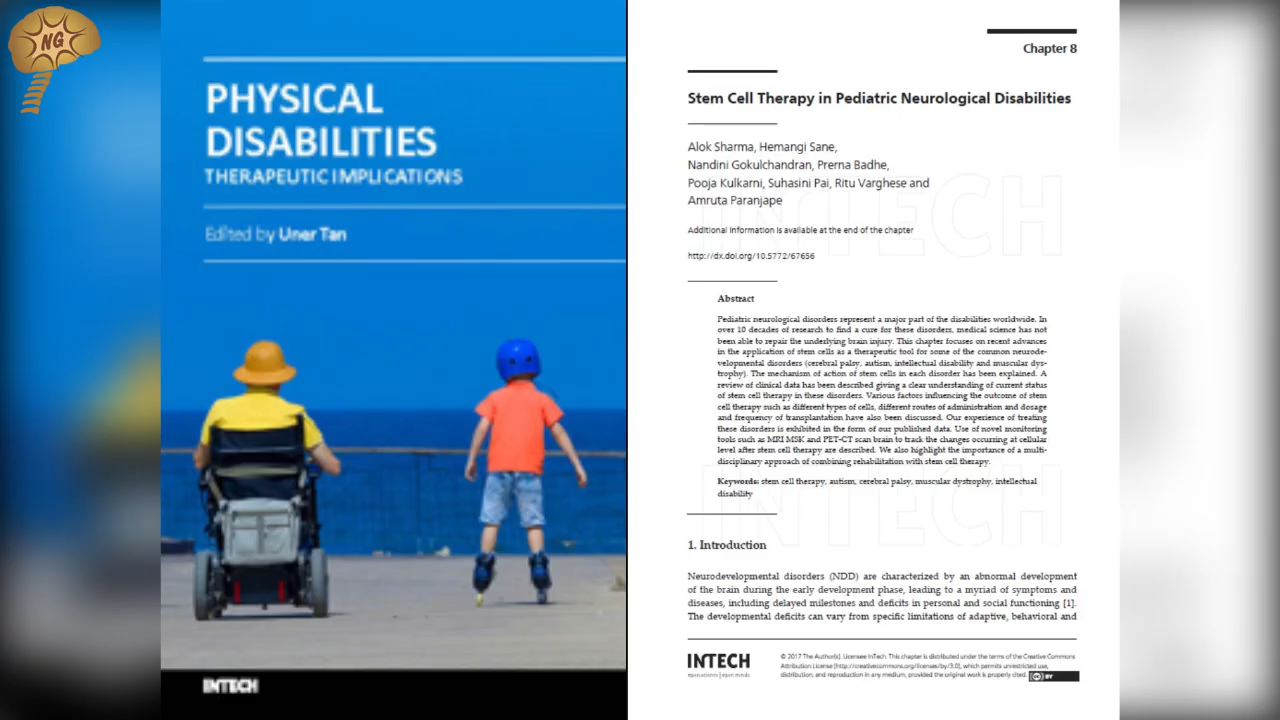 NG
PHYSICAL
DISABILITIES
THERAPEUTIC IMPLICATIONS
Edited by Uner Tan
INTECH
Chapter 8
Stem Cell Therapy in Pediatric Neurological Disabilities
Alok Sharma, Hemangi Sane,
Nandini Gokulchandran, Prerna Badhe,
Pooja Kulkarni, Suhasini Pai, Ritu Varghese and
Amruta Paranjape
Additional information is available at the end of the chapter
http://dx.doi.org/10.5772/67656
Abstract
Pediatric neurological disorders represent a major part of the disabilities worldwide. In
over 10 decades of research to find a cure for these disorders, medical science has not
been able to repair the underlying brain injury. This chapter focuses on recent advances
in the application of stem cells as a therapeutic tool for some of the common neurode-
velopmental disorders (cerebral palsy, autism, intellectual disability and muscular dys-
trophy). The mechanism of action of stem cells in each disorder has been explained. A
review of clinical data has been described giving a clear understanding of current status
of stem cell therapy in these disorders. Various factors influencing the outcome of stem
cell therapy such as different types of cells, different routes of administration and dosage
and frequency of transplantation have also been discussed. Our experience of treating
these disorders is exhibited in the form of our published data. Use of novel monitoring
tools such as MRI MSK and PET-CT scan brain to track the changes occurring at cellular
level after stem cell therapy are described. We also highlight the importance of a multi-
disciplinary approach of combining rehabilitation with stem cell therapy.
Keywords: stem cell therapy, autism, cerebral palsy, muscular dystrophy, intellectual
disability
1. Introduction
Neurodevelopmental disorders (NDD) are characterized by an abnormal development
of the brain during the early development phase, leading to a myriad of symptoms and
diseases, including delayed milestones and deficits in personal and social functioning [1].
The developmental deficits can vary from specific limitations of adaptive, behavioral and
INTECH
open science | open minds
© 2017 The Author(s). Licensee InTech. This chapter is distributed under the terms of the Creative Commons
Attribution License (http://creativecommons.org/licenses/by/3.0), which permits unrestricted use,
distribution, and reproduction in any medium, provided the original work is properly cited.
cc BY
INTECH
INTECH